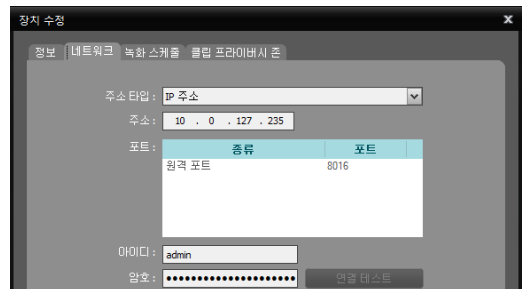 장치 수정 x
정보 네트워크 녹화 스케줄 클립 프라이버시 존
주소 타입 : IP 주소
주소 : 10 . 0 . 127 . 235
포트 : 종류 포트
원격 포트 8016
아이디 : admin
암호 : ●●●●●●●●●●●●●●●●●●●●● 연결 테스트